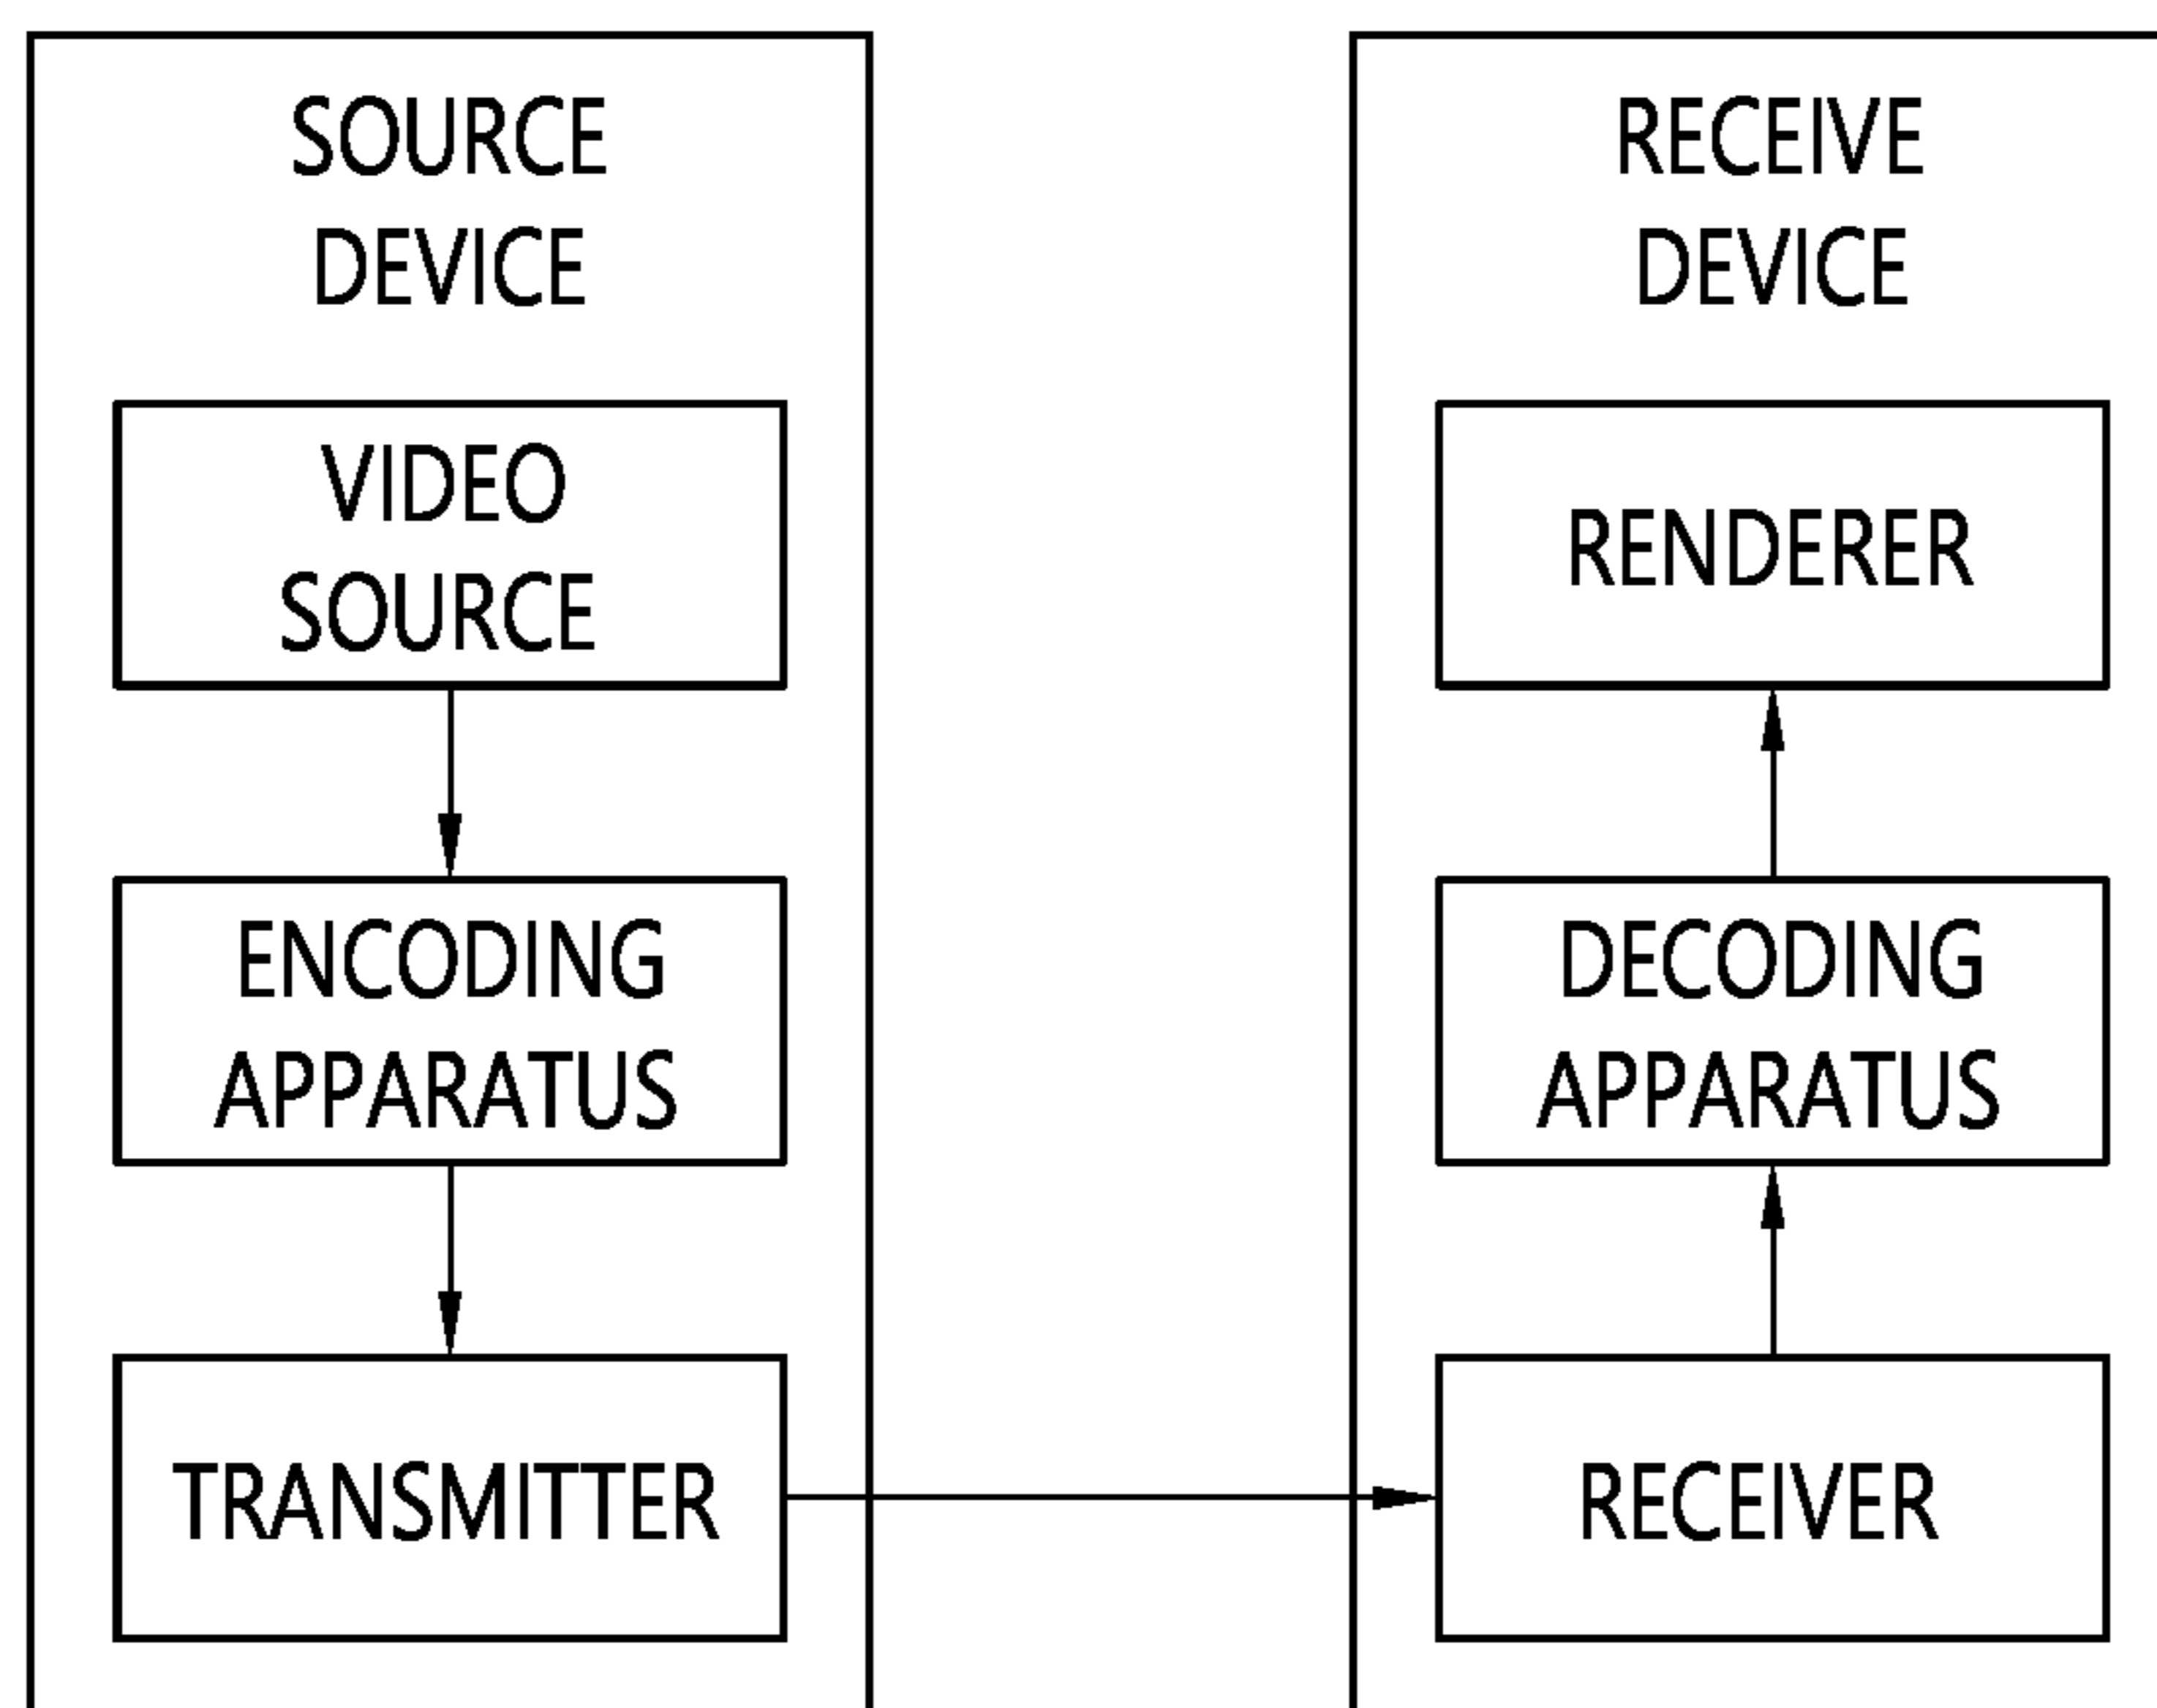 SOURCE
DEVICE
VIDEO
SOURCE
ENCODING
APPARATUS
TRANSMITTER
RECEIVE
DEVICE
RENDERER
DECODING
APPARATUS
RECEIVER